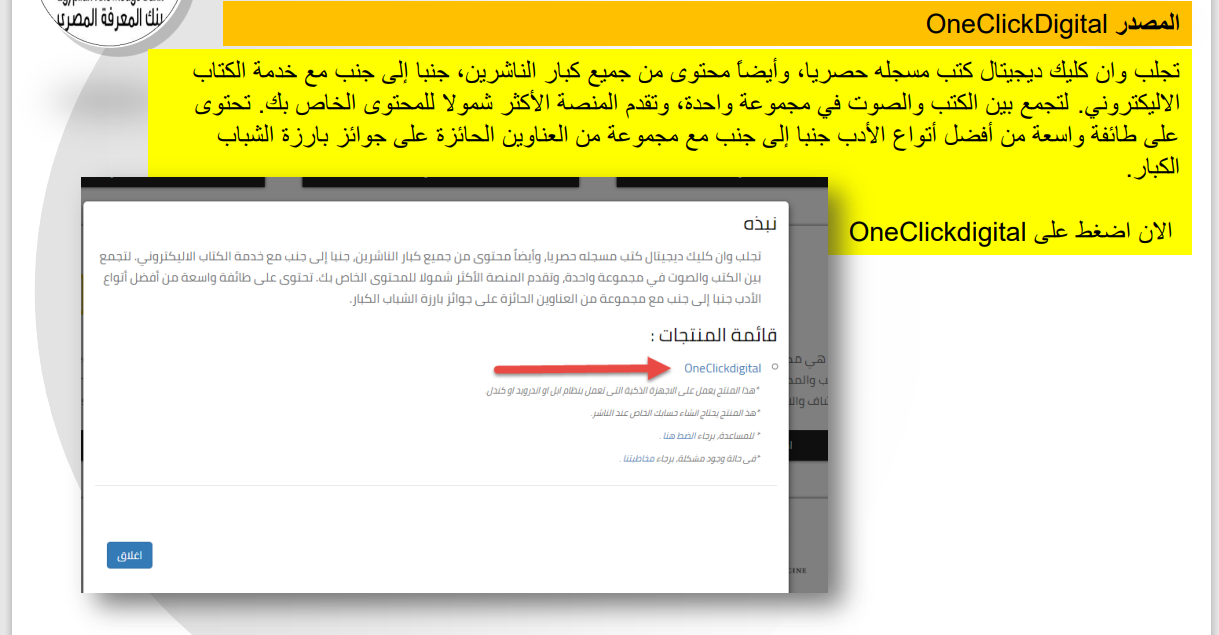 بنك المعرفة المصري
المصدر OneClickDigital
تجلب وان كليك ديجيتال كتب مسجله حصريا، وأيضاً محتوى من جميع كبار الناشرين، جنبا إلى جنب مع خدمة الكتاب
الاليكتروني. لتجمع بين الكتب والصوت في مجموعة واحدة، وتقدم المنصة الأكثر شمولا للمحتوى الخاص بك. تحتوى
على طائفة واسعة من أفضل أنواع الأدب جنبا إلى جنب مع مجموعة من العناوين الحائزة على جوائز بارزة الشباب
الكبار.
الان اضغط على OneClickdigital
نبذه
تجلب وان كليك ديجيتال كتب مسجله حصريا, وأيضاً محتوى من جميع كبار الناشرين, جنبا إلى جنب مع خدمة الكتاب الاليكتروني. لتجمع
بين الكتب والصوت في مجموعة واحدة, وتقدم المنصة الأكثر شمولا للمحتوى الخاص بك. تحتوى على طائفة واسعة من أفضل أنواع
الأدب جنبا إلى جنب مع مجموعة من العناوين الحائزة على جوائز بارزة الشباب الكبار.
قائمة المنتجات :
OneClickdigital
*هذا المنتج يعمل على الاجهزة الذكية التى تعمل بنظام ابل او اندرويد او كندل.
*هذ المنتج يحتاج انشاء حسابك الخاص عند الناشر.
* للمساعدة, برجاء الضط هنا .
*فى حالة وجود مشكلة, برجاء مخاطبتنا .
اغلاق